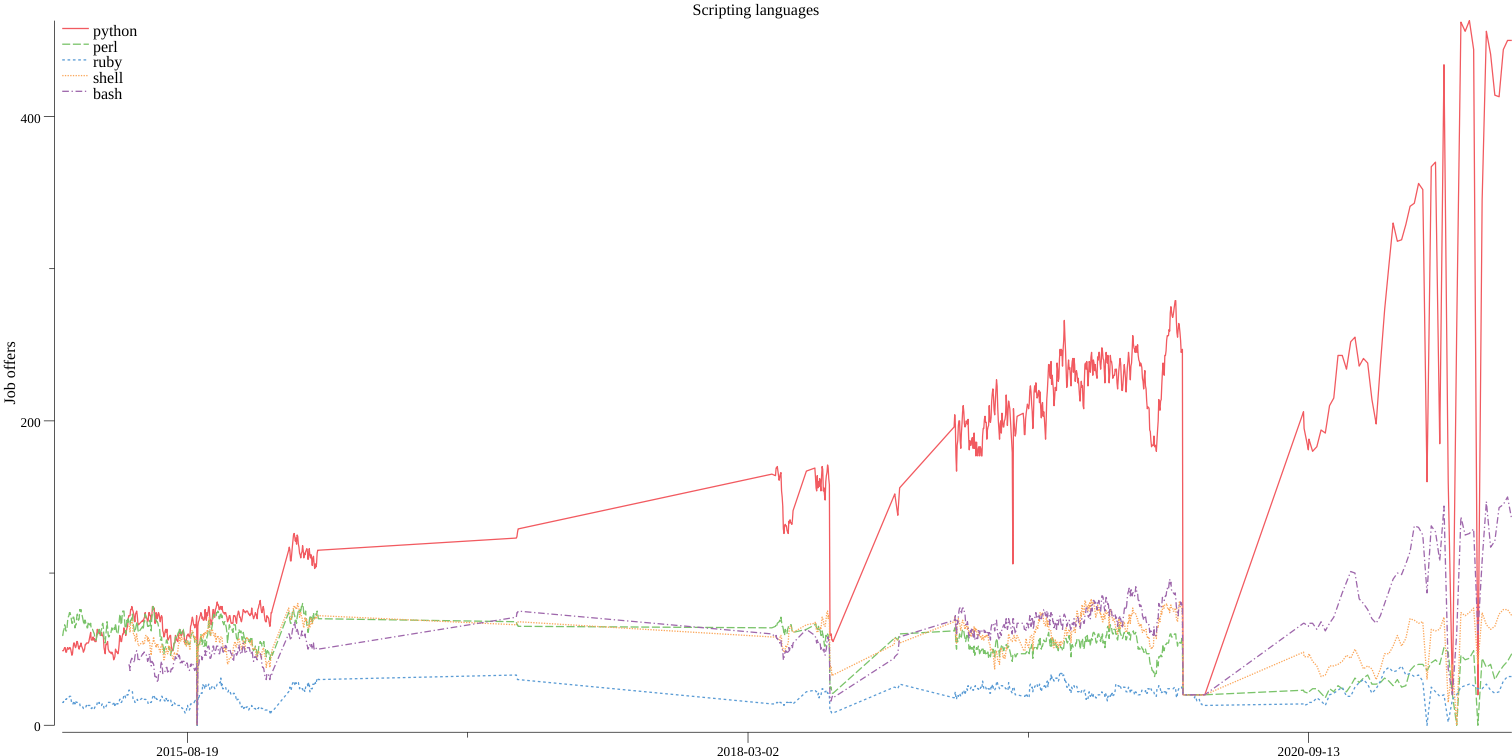 Scripting languages
python
perl
ruby
shell
bash
400
200
0
Job offers
2015-08-19
2018-03-02
2020-09-13